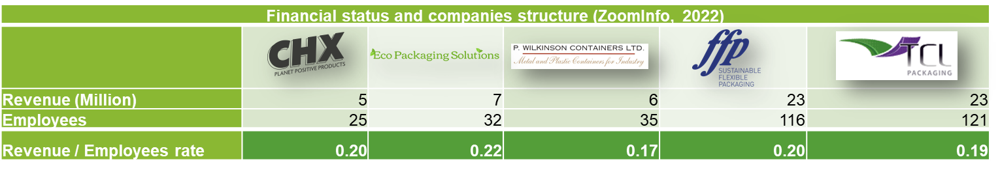 Financial status and companies structure (ZoomInfo, 2022)
CHX
PLANET POSITIVE PRODUCTS
Eco Packaging Solutions
P. WILKINSON CONTAINERS LTD.
Metal and Plastic Containers for Industry
ffp
SUSTAINABLE
FLEXIBLE
PACKAGING
TCL
PACKAGING
Revenue (Million) 5 7 6 23 23
Employees 25 32 35 116 121
Revenue / Employees rate 0.20 0.22 0.17 0.20 0.19